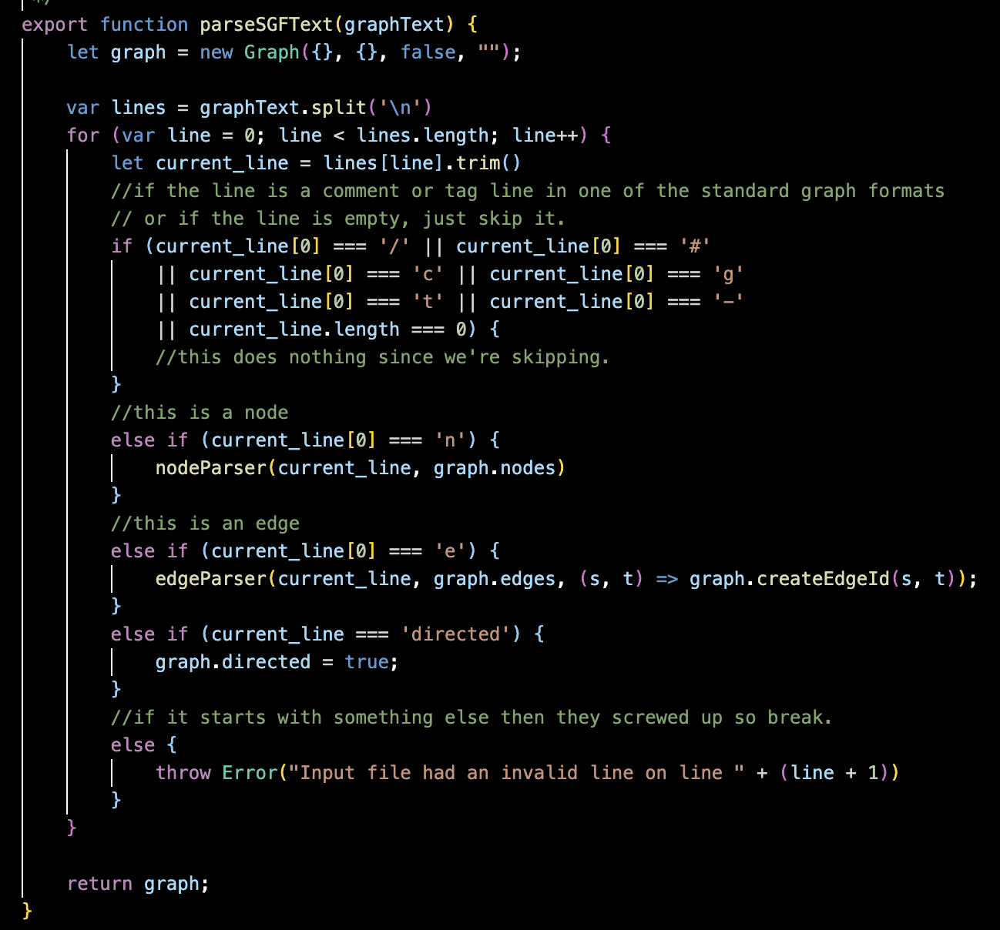 */
export function parseSGFText(graphText) {
    let graph = new Graph({}, {}, false, "");

    var lines = graphText.split('\n')
    for (var line = 0; line < lines.length; line++) {
        let current_line = lines[line].trim()
        //if the line is a comment or tag line in one of the standard graph formats
        // or if the line is empty, just skip it.
        if (current_line[0] === '/' || current_line[0] === '#'
            || current_line[0] === 'c' || current_line[0] === 'g'
            || current_line[0] === 't' || current_line[0] === '-'
            || current_line.length === 0) {
            //this does nothing since we're skipping.
        }
        //this is a node
        else if (current_line[0] === 'n') {
            nodeParser(current_line, graph.nodes)
        }
        //this is an edge
        else if (current_line[0] === 'e') {
            edgeParser(current_line, graph.edges, (s, t) => graph.createEdgeId(s, t));
        }
        else if (current_line === 'directed') {
            graph.directed = true;
        }
        //if it starts with something else then they screwed up so break.
        else {
            throw Error("Input file had an invalid line on line " + (line + 1))
        }
    }

    return graph;
}